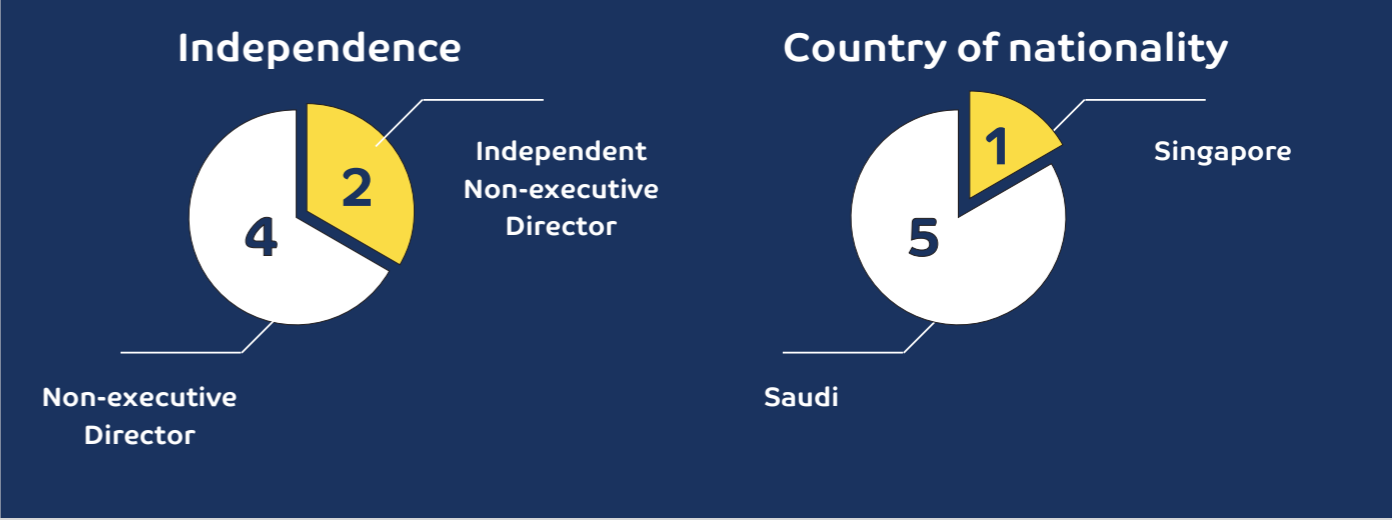 Independence
2
4
Independent
Non-executive
Director
Non-executive
Director
Country of nationality
1
5
Singapore
Saudi